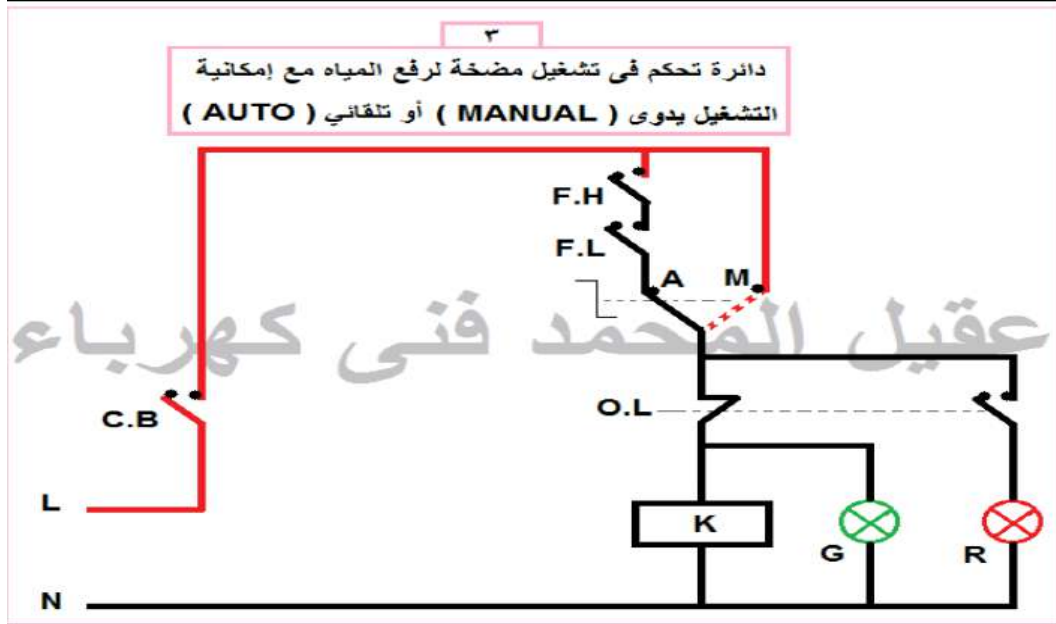 ٣
دائرة تحكم فى تشغيل مضخة لرفع المياه مع إمكانية
التشغيل يدوى ( MANUAL ) أو تلقائي ( AUTO )
F.H
F.L
A M
عقيل المحمد فنى كهرباء
C.B
O.L
L
K
G
R
N